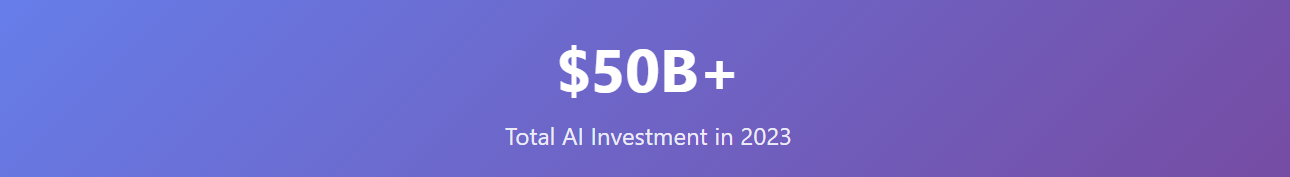 $50B+
Total AI Investment in 2023